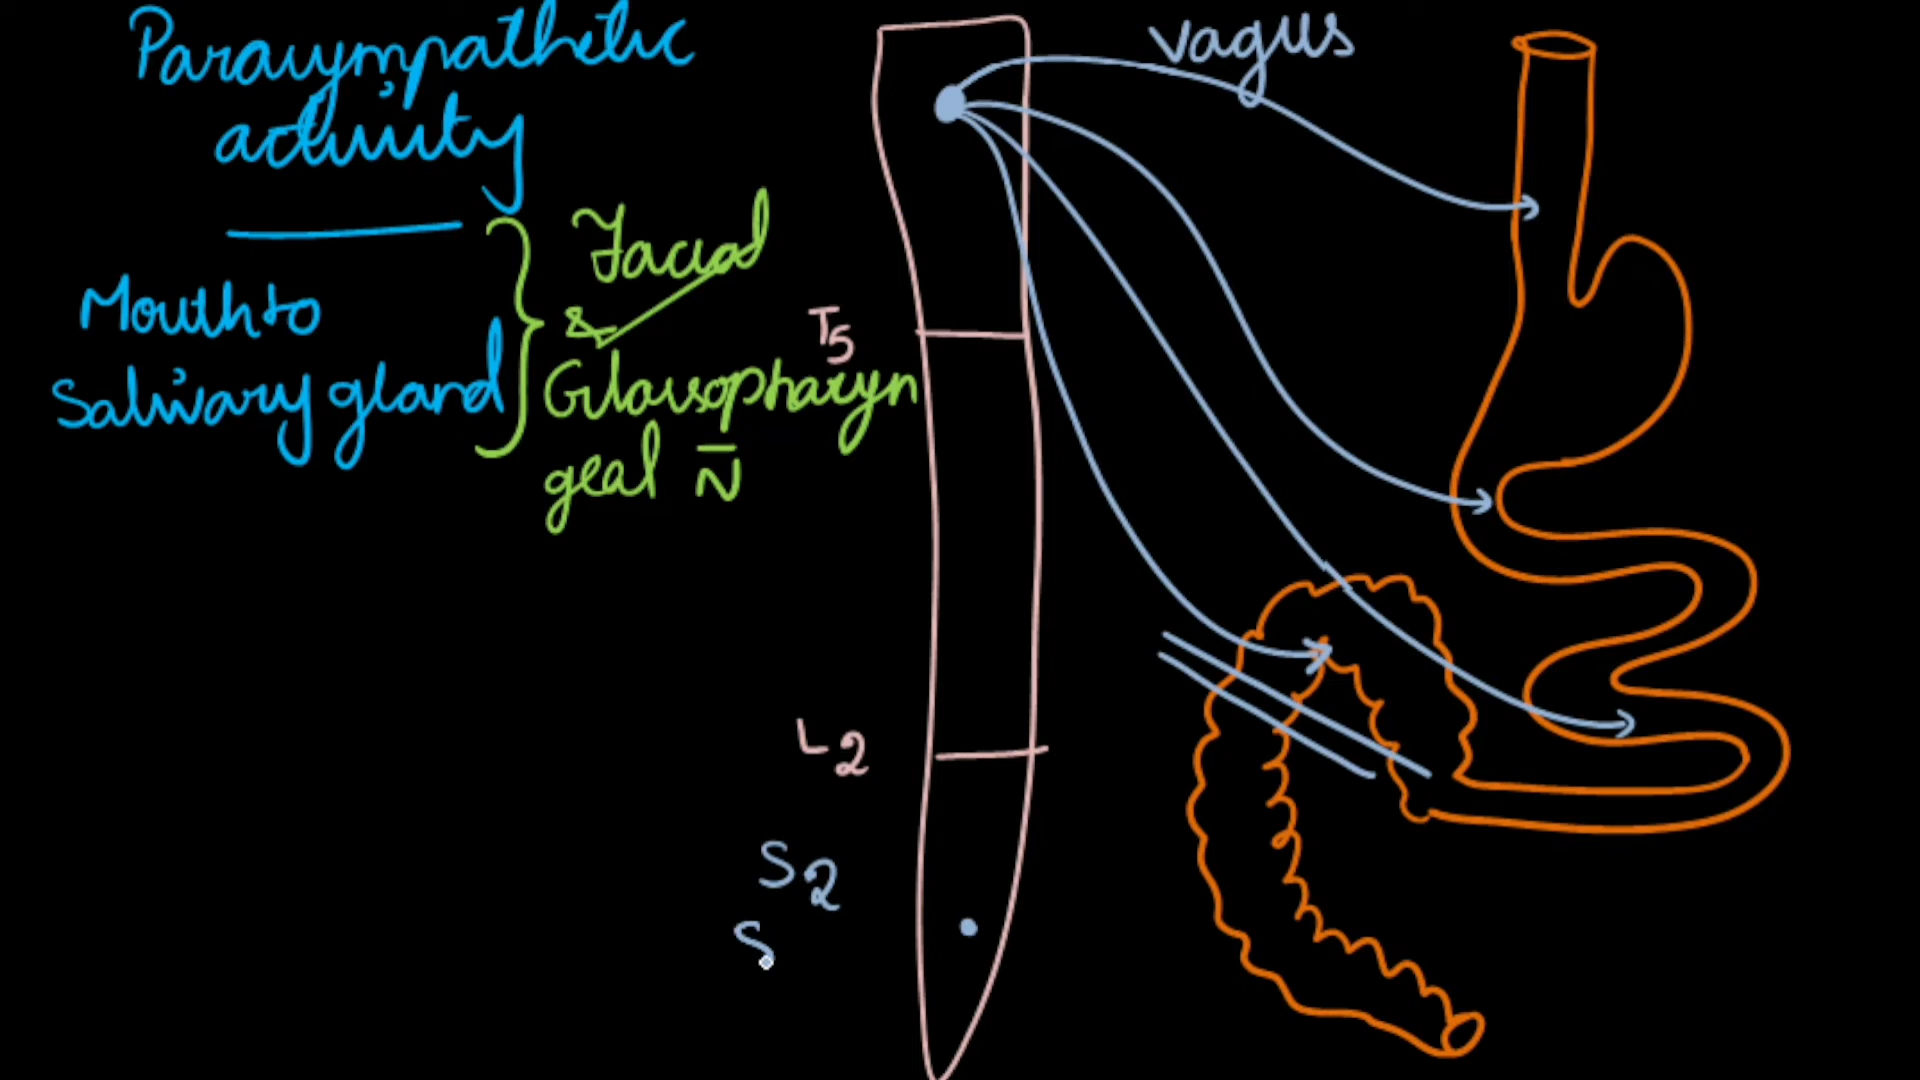 Parasympathetic
activity
vagus
Mouth to
Salivary gland
Facial
&
Glossopharyn
geal N
T5
L2
S2
S